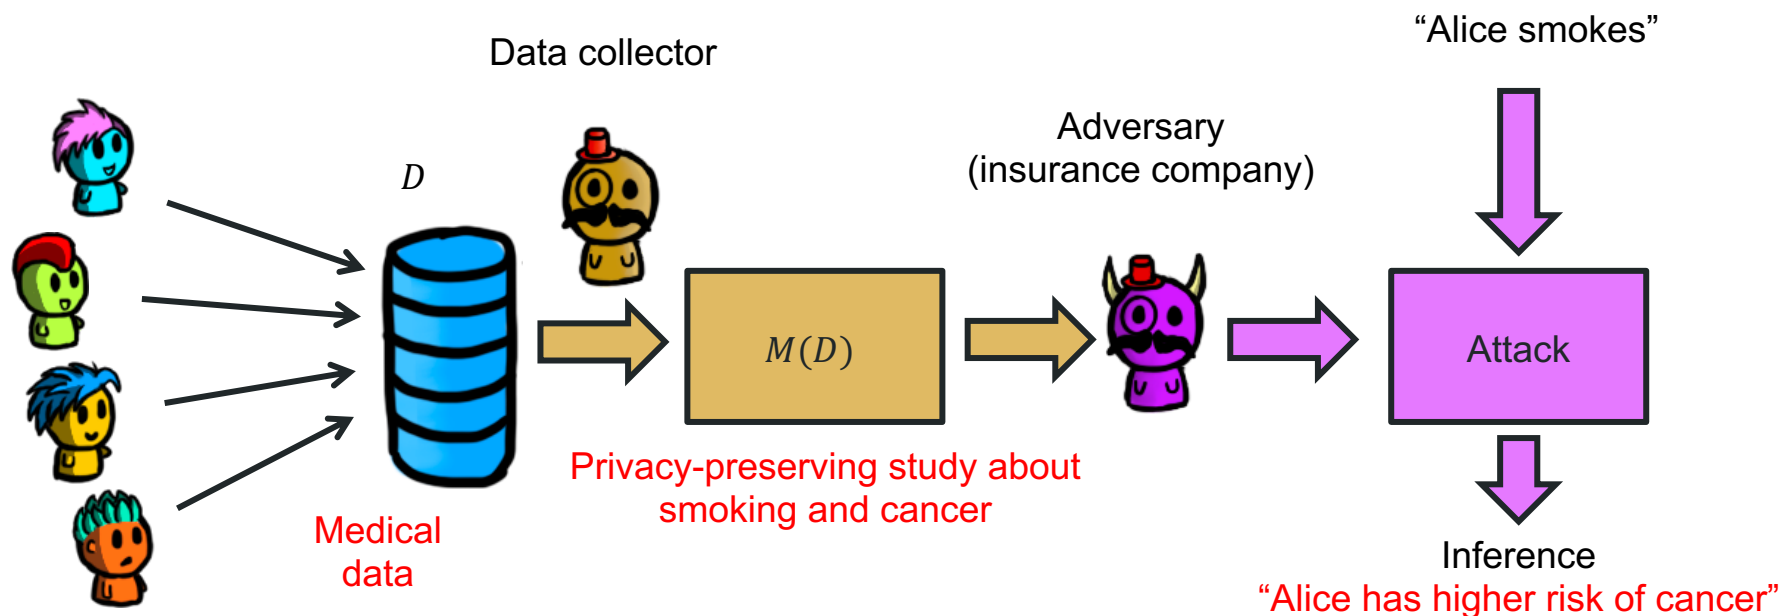 Data collector
“Alice smokes”
Adversary
(insurance company)
D
M(D)
Attack
Privacy-preserving study about
smoking and cancer
Medical
data
Inference
“Alice has higher risk of cancer”